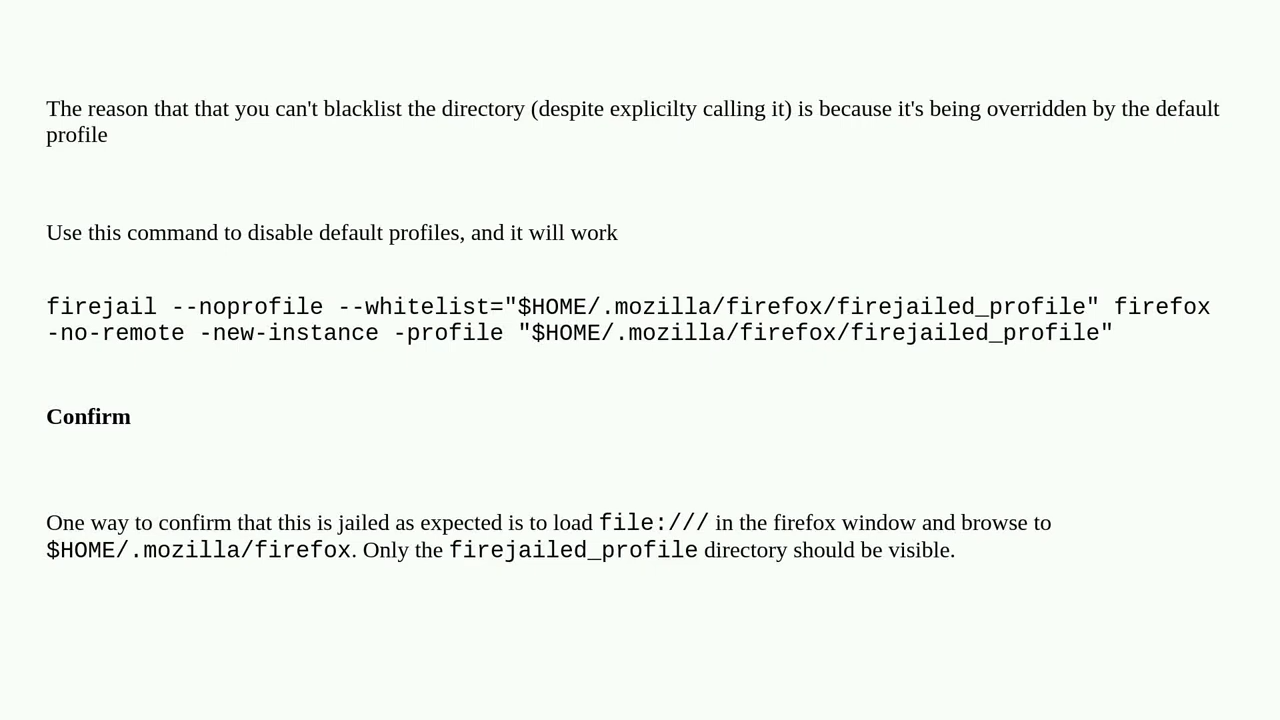 The reason that that you can't blacklist the directory (despite explicilty calling it) is because it's being overridden by the default
profile
Use this command to disable default profiles, and it will work
firejail --noprofile --whitelist="$HOME/.mozilla/firefox/firejailed_profile" firefox
-no-remote -new-instance -profile "$HOME/.mozilla/firefox/firejailed_profile"
Confirm
One way to confirm that this is jailed as expected is to load file:/// in the firefox window and browse to
$HOME/.mozilla/firefox. Only the firejailed_profile directory should be visible.